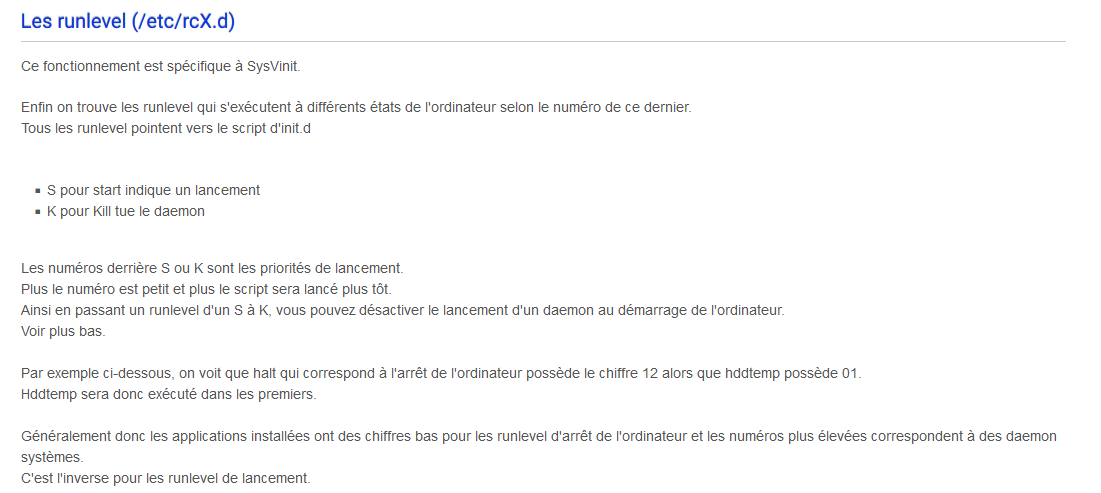 Les runlevel (/etc/rcX.d)
Ce fonctionnement est spécifique à SysVinit.
Enfin on trouve les runlevel qui s'exécutent à différents états de l'ordinateur selon le numéro de ce dernier.
Tous les runlevel pointent vers le script d'init.d
▪ S pour start indique un lancement
▪ K pour Kill tue le daemon
Les numéros derrière S ou K sont les priorités de lancement.
Plus le numéro est petit et plus le script sera lancé plus tôt.
Ainsi en passant un runlevel d'un S à K, vous pouvez désactiver le lancement d'un daemon au démarrage de l'ordinateur.
Voir plus bas.
Par exemple ci-dessous, on voit que halt qui correspond à l'arrêt de l'ordinateur possède le chiffre 12 alors que hddtemp possède 01.
Hddtemp sera donc exécuté dans les premiers.
Généralement donc les applications installées ont des chiffres bas pour les runlevel d'arrêt de l'ordinateur et les numéros plus élevées correspondent à des daemon
systèmes.
C'est l'inverse pour les runlevel de lancement.